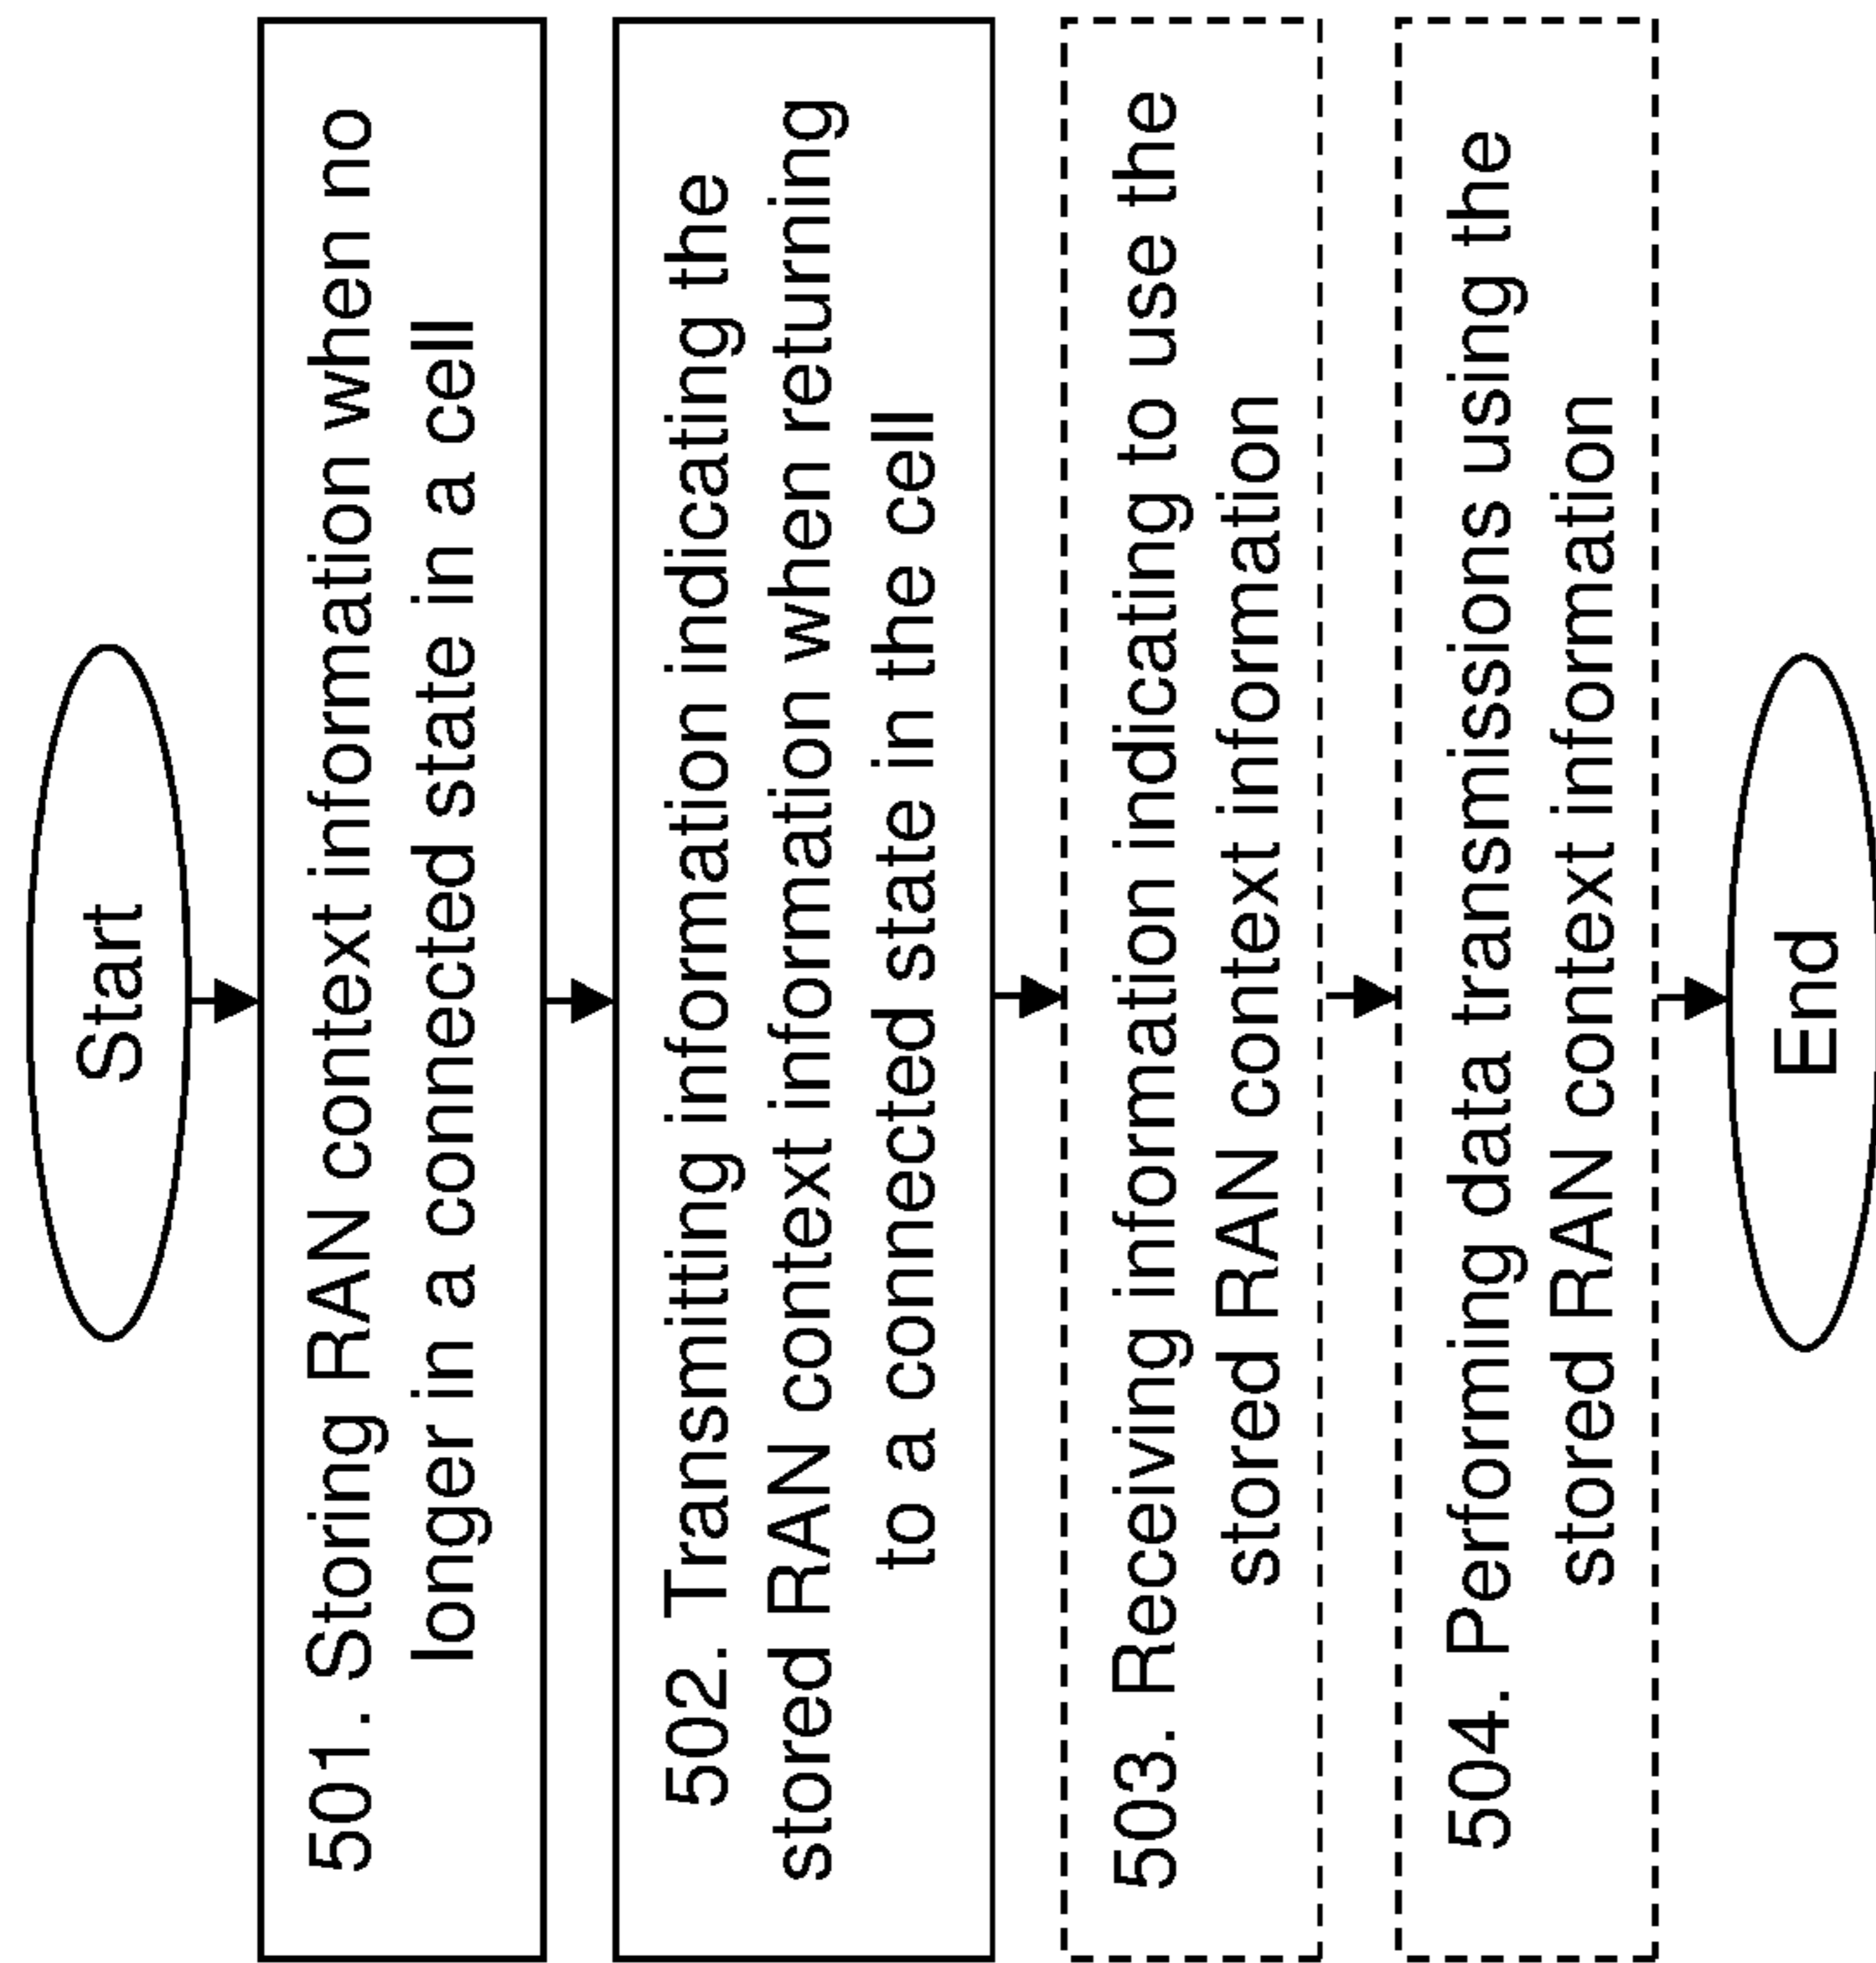 Start
501. Storing RAN context information when no
longer in a connected state in a cell
502. Transmitting information indicating the
stored RAN context information when returning
to a connected state in the cell
503. Receiving information indicating to use the
stored RAN context information
504. Performing data transmissions using the
stored RAN context information
End